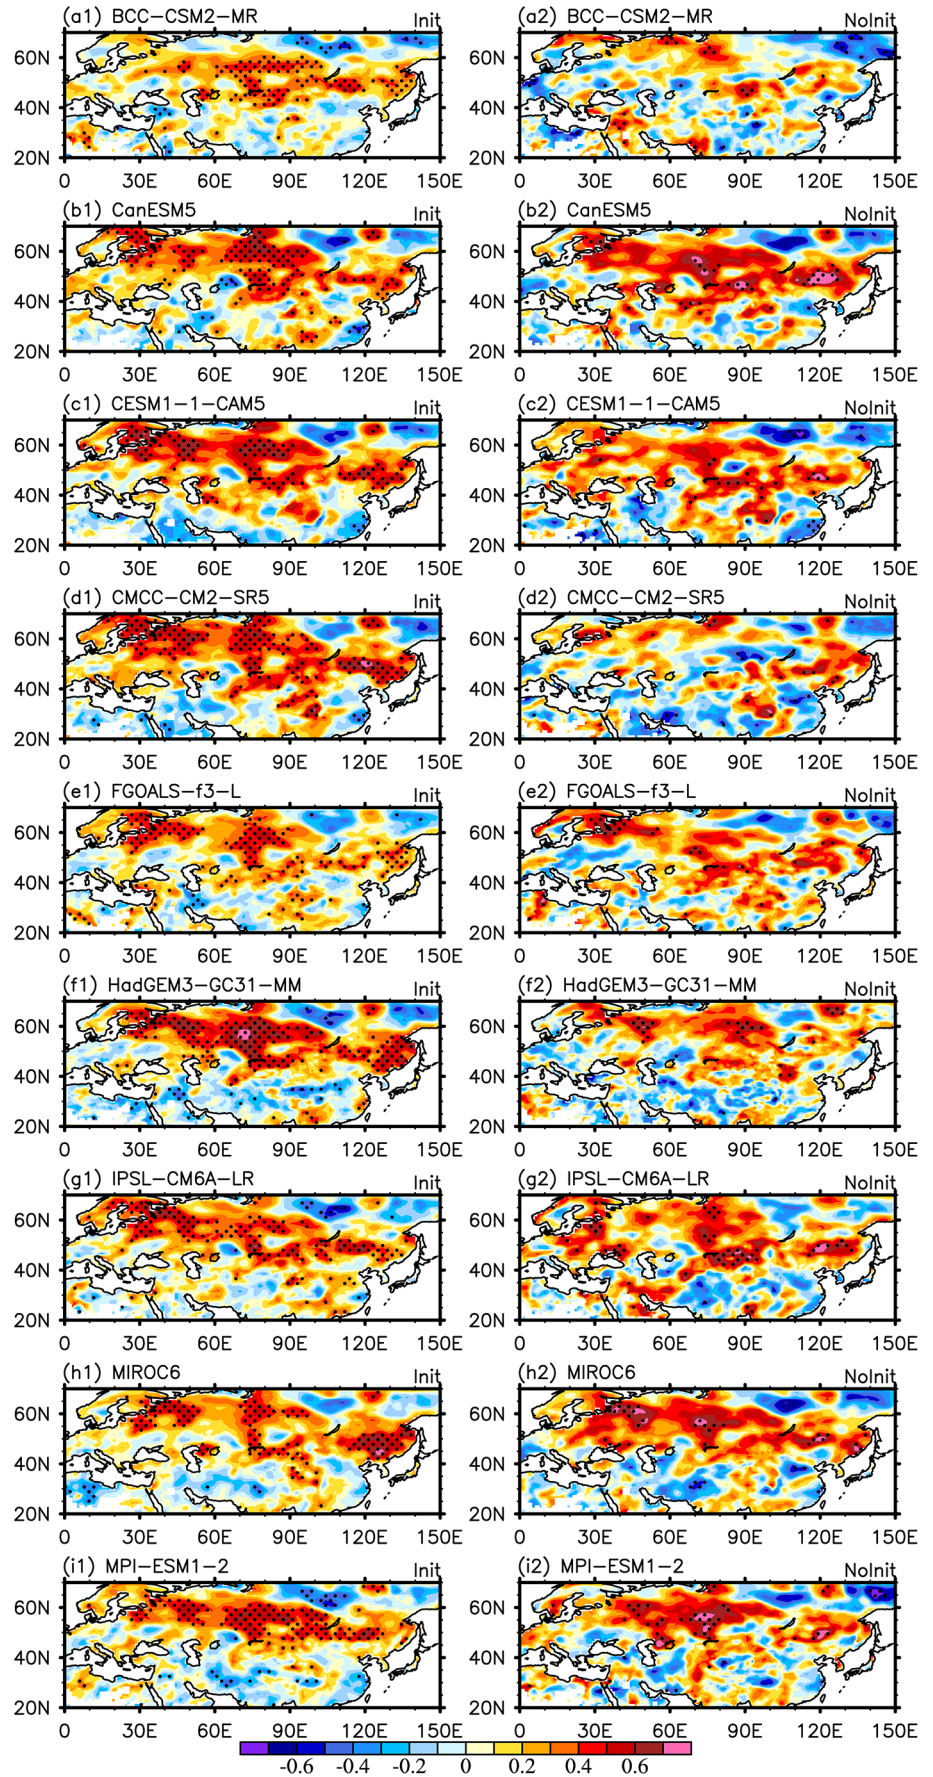 (a1) BCC-CSM2-MR Init (a2) BCC-CSM2-MR NoInit
60N 60N
40N 40N
20N 20N
0 30E 60E 90E 120E 150E 0 30E 60E 90E 120E 150E
(b1) CanESM5 Init (b2) CanESM5 NoInit
60N 60N
40N 40N
20N 20N
0 30E 60E 90E 120E 150E 0 30E 60E 90E 120E 150E
(c1) CESM1-1-CAM5 Init (c2) CESM1-1-CAM5 NoInit
60N 60N
40N 40N
20N 20N
0 30E 60E 90E 120E 150E 0 30E 60E 90E 120E 150E
(d1) CMCC-CM2-SR5 Init (d2) CMCC-CM2-SR5 NoInit
60N 60N
40N 40N
20N 20N
0 30E 60E 90E 120E 150E 0 30E 60E 90E 120E 150E
(e1) FGOALS-f3-L Init (e2) FGOALS-f3-L NoInit
60N 60N
40N 40N
20N 20N
0 30E 60E 90E 120E 150E 0 30E 60E 90E 120E 150E
(f1) HadGEM3-GC31-MM Init (f2) HadGEM3-GC31-MM NoInit
60N 60N
40N 40N
20N 20N
0 30E 60E 90E 120E 150E 0 30E 60E 90E 120E 150E
(g1) IPSL-CM6A-LR Init (g2) IPSL-CM6A-LR NoInit
60N 60N
40N 40N
20N 20N
0 30E 60E 90E 120E 150E 0 30E 60E 90E 120E 150E
(h1) MIROC6 Init (h2) MIROC6 NoInit
60N 60N
40N 40N
20N 20N
0 30E 60E 90E 120E 150E 0 30E 60E 90E 120E 150E
(i1) MPI-ESM1-2 Init (i2) MPI-ESM1-2 NoInit
60N 60N
40N 40N
20N 20N
0 30E 60E 90E 120E 150E 0 30E 60E 90E 120E 150E
-0.6 -0.4 -0.2 0 0.2 0.4 0.6